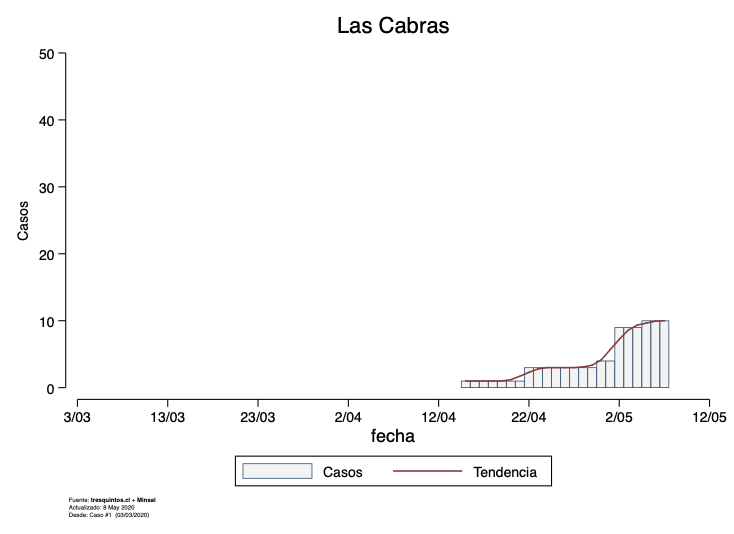 Las Cabras
50
40
30
20
10
0
Casos
3/03 13/03 23/03 2/04 12/04 22/04 2/05 12/05
fecha
Casos Tendencia
Fuente: tresquintos.cl + Minsal
Actualizado: 8 May 2020
Desde: Caso #1 (03/03/2020)